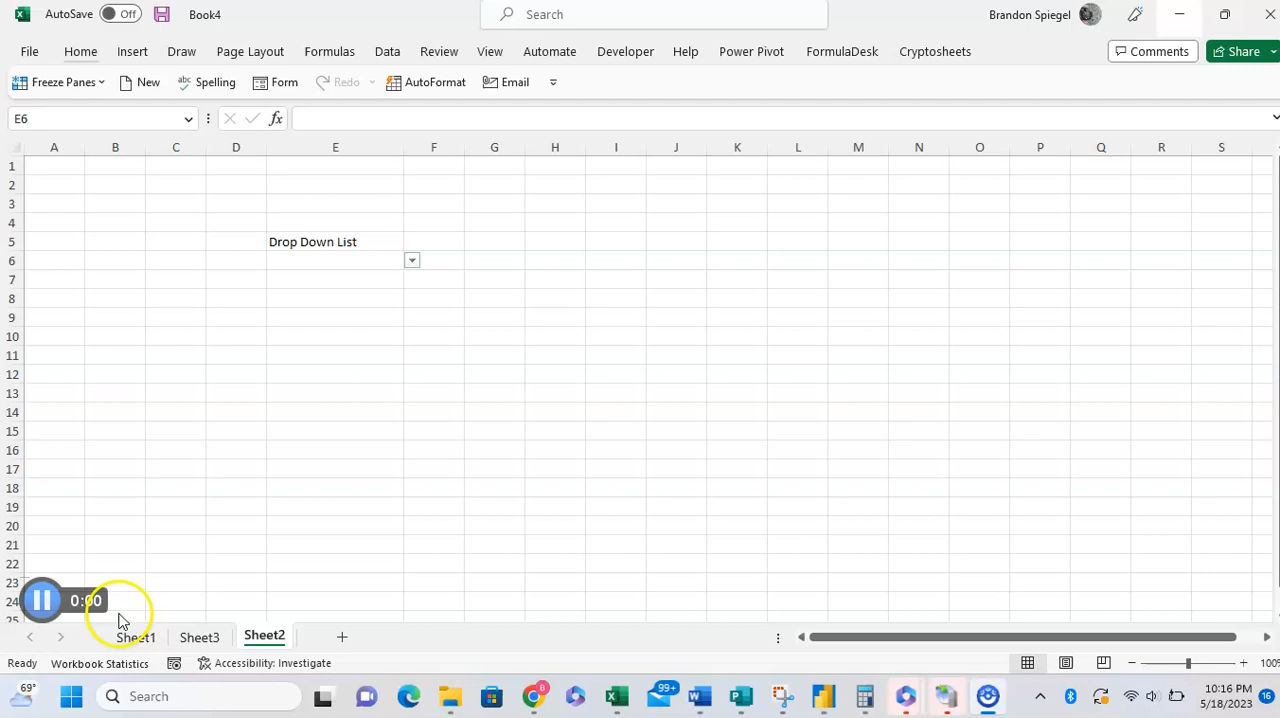 AutoSave Off Book4 Search Brandon Spiegel
File Home Insert Draw Page Layout Formulas Data Review View Automate Developer Help Power Pivot FormulaDesk Cryptosheets Comments Share
Freeze Panes New Spelling Form Redo AutoFormat Email
E6 fx
A B C D E F G H I J K L M N O P Q R S
1
2
3
4
5 Drop Down List
6
7
8
9
10
11
12
13
14
15
16
17
18
19
20
21
22
23
24 0:00
25
Sheet1 Sheet3 Sheet2
Ready Workbook Statistics Accessibility: Investigate 100%
69° Search 8 99+ 10:16 PM
5/18/2023 16